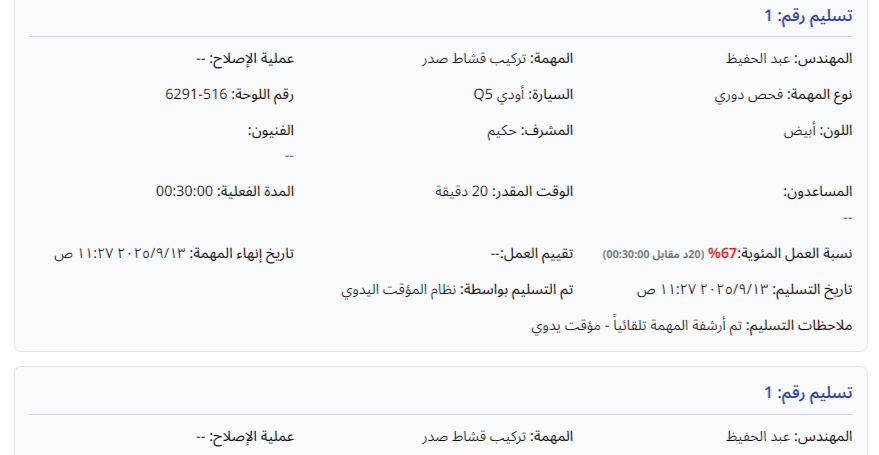 تسليم رقم: 1
المهندس: عبد الحفيظ المهمة: تركيب قشاط صدر عملية الإصلاح: --
نوع المهمة: فحص دوري السيارة: أودي Q5 رقم اللوحة: 516-6291
اللون: أبيض المشرف: حكيم الفنيون:
--
المساعدون: الوقت المقدر: 20 دقيقة المدة الفعلية: 00:30:00
--
نسبة العمل المئوية:67% (20د مقابل 00:30:00) تقييم العمل:-- تاريخ إنهاء المهمة: ٢٠٢٥/٩/١٣ ١١:٢٧ ص
تاريخ التسليم: ٢٠٢٥/٩/١٣ ١١:٢٧ ص تم التسليم بواسطة: نظام المؤقت اليدوي
ملاحظات التسليم: تم أرشفة المهمة تلقائياً - مؤقت يدوي
تسليم رقم: 1
المهندس: عبد الحفيظ المهمة: تركيب قشاط صدر عملية الإصلاح: --